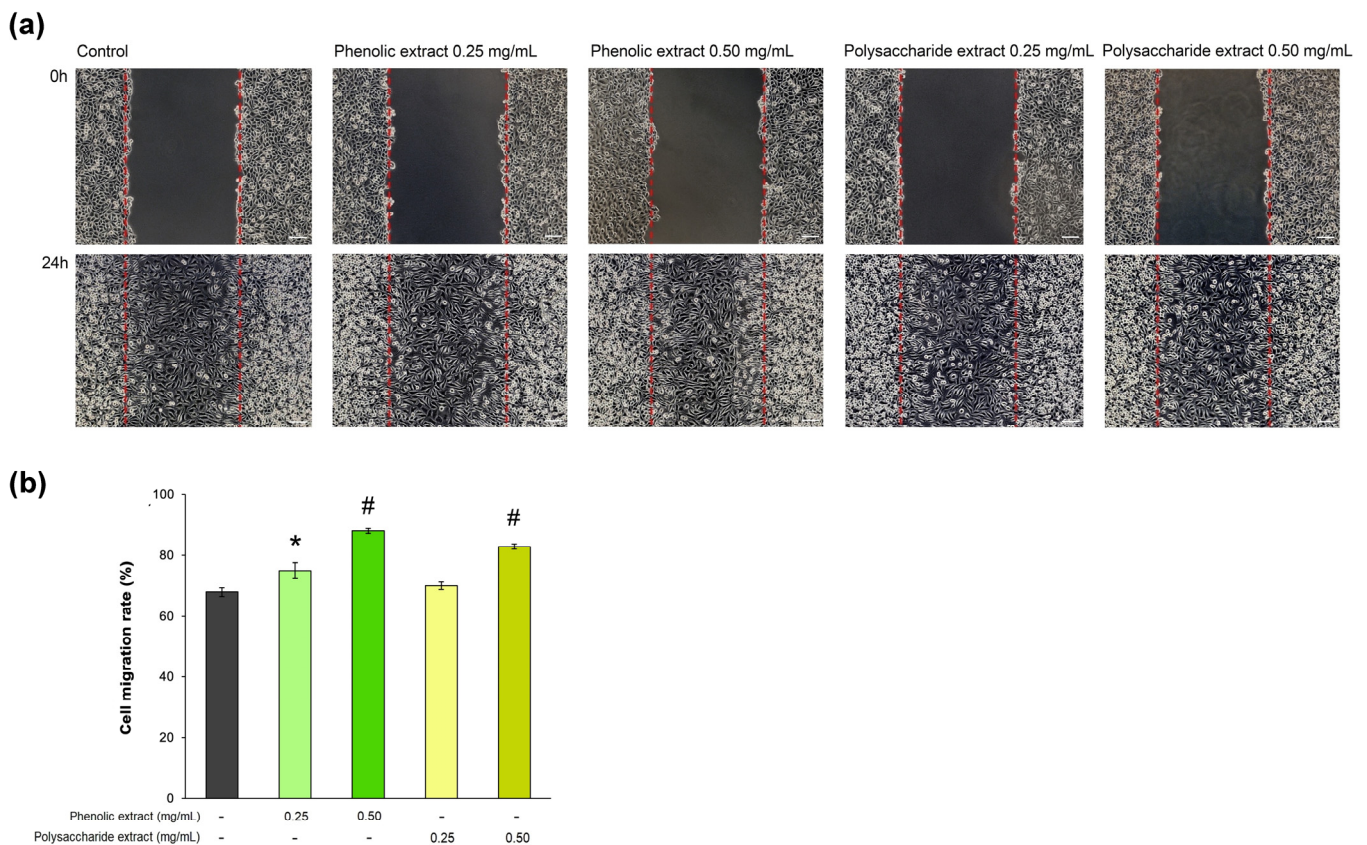 (a)
Control Phenolic extract 0.25 mg/mL Phenolic extract 0.50 mg/mL Polysaccharide extract 0.25 mg/mL Polysaccharide extract 0.50 mg/mL
0h
24h
(b)
Cell migration rate (%)
100
80
60
40
20
0
*
#
#
Phenolic extract (mg/mL) - 0.25 0.50 - -
Polysaccharide extract (mg/mL) - - - 0.25 0.50